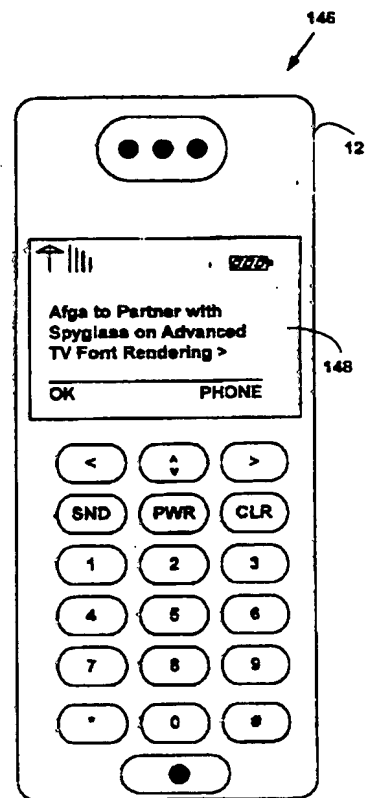 146
12
Afga to Partner with
Spyglass on Advanced
TV Font Rendering >
148
OK PHONE
< >
SND PWR CLR
1 2 3
4 5 6
7 8 9
* 0 #